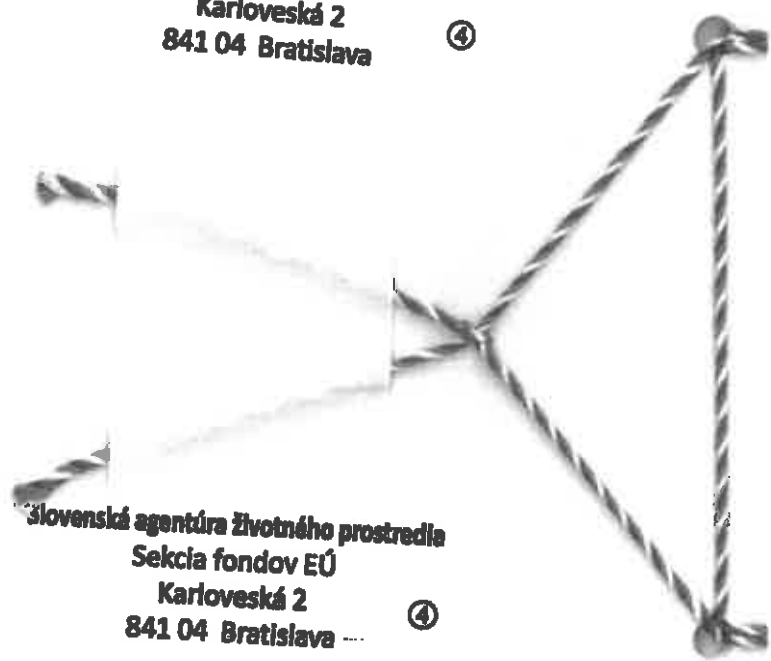 Karloveská 2
841 04 Bratislava
④
Slovenská agentúra životného prostredia
Sekcia fondov EÚ
Karloveská 2
841 04 Bratislava
④